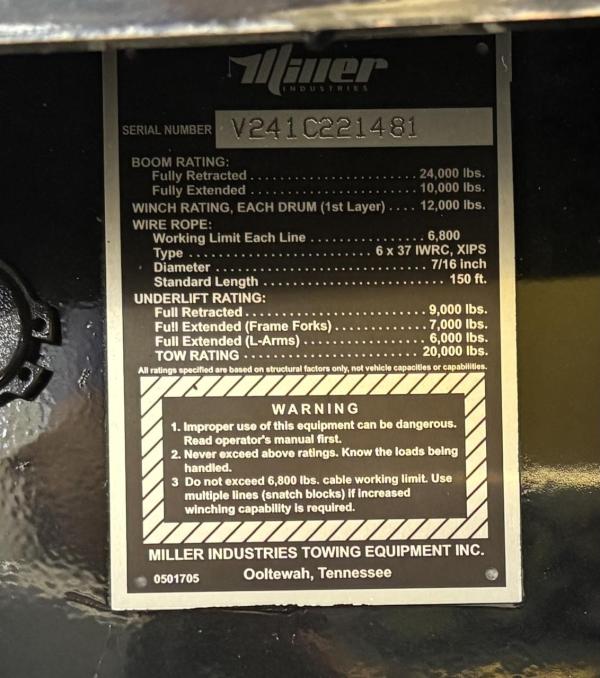 Miller
INDUSTRIES
SERIAL NUMBER V241C221481
BOOM RATING:
Fully Retracted . . . . . . . . . . . . . . . . . . . . . . 24,000 lbs.
Fully Extended . . . . . . . . . . . . . . . . . . . . . . 10,000 lbs.
WINCH RATING, EACH DRUM (1st Layer) . . . . 12,000 lbs.
WIRE ROPE:
Working Limit Each Line . . . . . . . . . . . . . . . 6,800
Type . . . . . . . . . . . . . . . . . . . . . . . 6 x 37 IWRC, XIPS
Diameter . . . . . . . . . . . . . . . . . . . . . . . . . . . . 7/16 inch
Standard Length . . . . . . . . . . . . . . . . . . . . . . . . 150 ft.
UNDERLIFT RATING:
Full Retracted . . . . . . . . . . . . . . . . . . . . . . . . 9,000 lbs.
Full Extended (Frame Forks) . . . . . . . . . . . . 7,000 lbs.
Full Extended (L-Arms) . . . . . . . . . . . . . . . . . 6,000 lbs.
TOW RATING . . . . . . . . . . . . . . . . . . . . . . . . 20,000 lbs.
All ratings specified are based on structural factors only, not vehicle capacities or capabilities.
WARNING
1. Improper use of this equipment can be dangerous.
Read operator's manual first.
2. Never exceed above ratings. Know the loads being
handled.
3 Do not exceed 6,800 lbs. cable working limit. Use
multiple lines (snatch blocks) if increased
winching capability is required.
MILLER INDUSTRIES TOWING EQUIPMENT INC.
0501705 Ooltewah, Tennessee